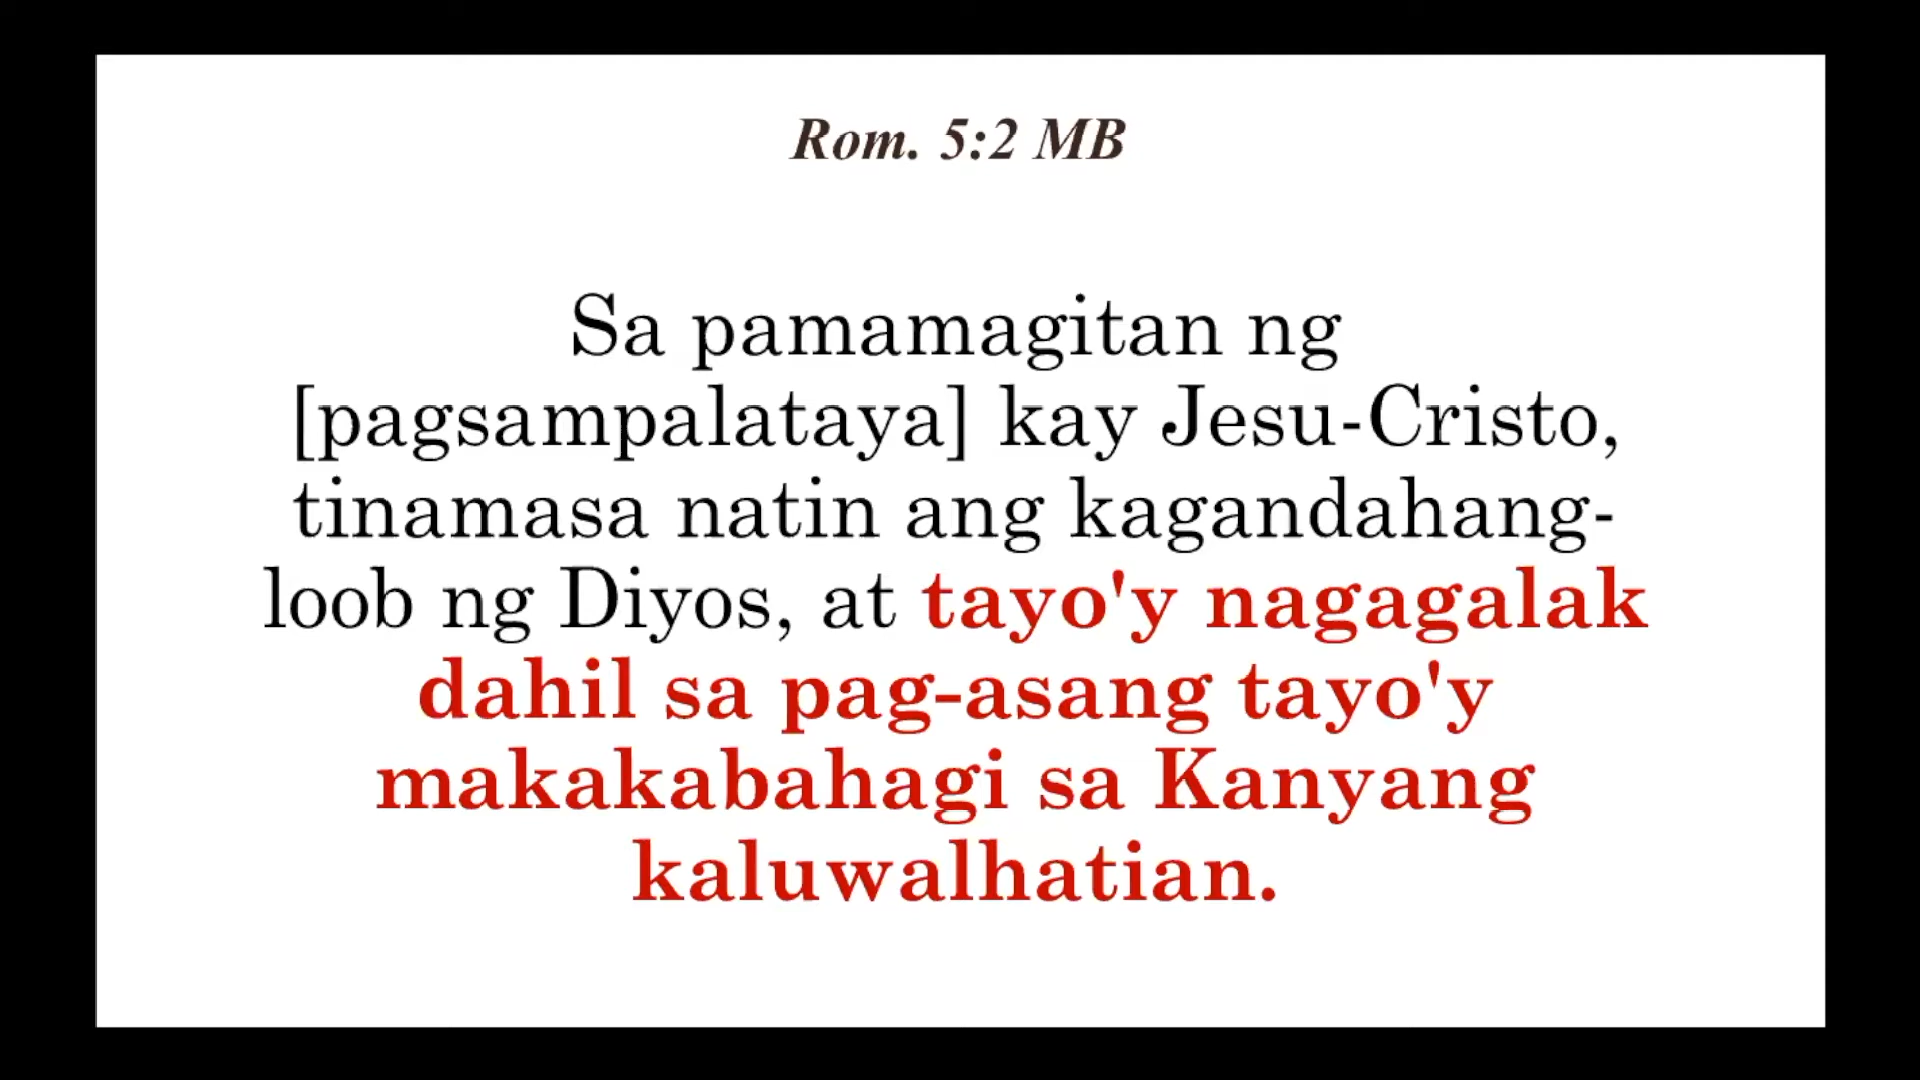 Rom. 5:2 MB
Sa pamamagitan ng
[pagsampalataya] kay Jesu-Cristo,
tinamasa natin ang kagandahang-
loob ng Diyos, at tayo'y nagagalak
dahil sa pag-asang tayo'y
makakabahagi sa Kanyang
kaluwalhatian.